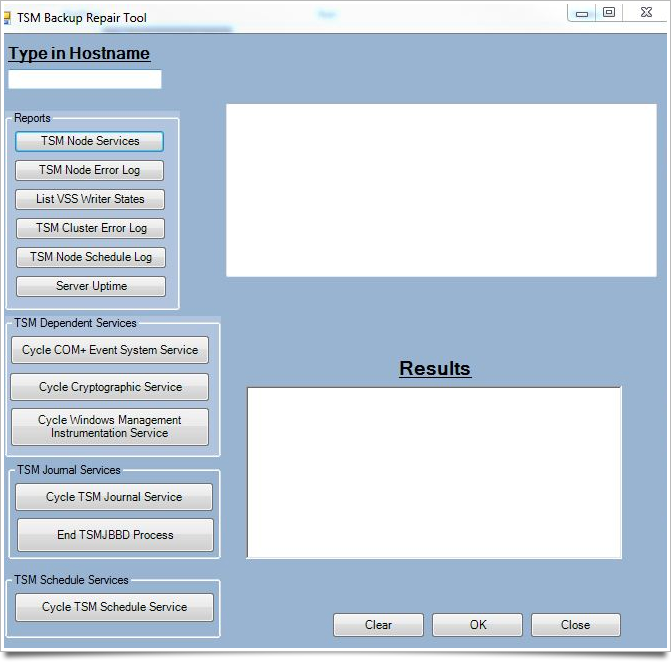 TSM Backup Repair Tool
Type in Hostname
Reports
TSM Node Services
TSM Node Error Log
List VSS Writer States
TSM Cluster Error Log
TSM Node Schedule Log
Server Uptime
TSM Dependent Services
Cycle COM+ Event System Service
Cycle Cryptographic Service
Cycle Windows Management
Instrumentation Service
TSM Journal Services
Cycle TSM Journal Service
End TSMJBBD Process
TSM Schedule Services
Cycle TSM Schedule Service
Results
Clear
OK
Close